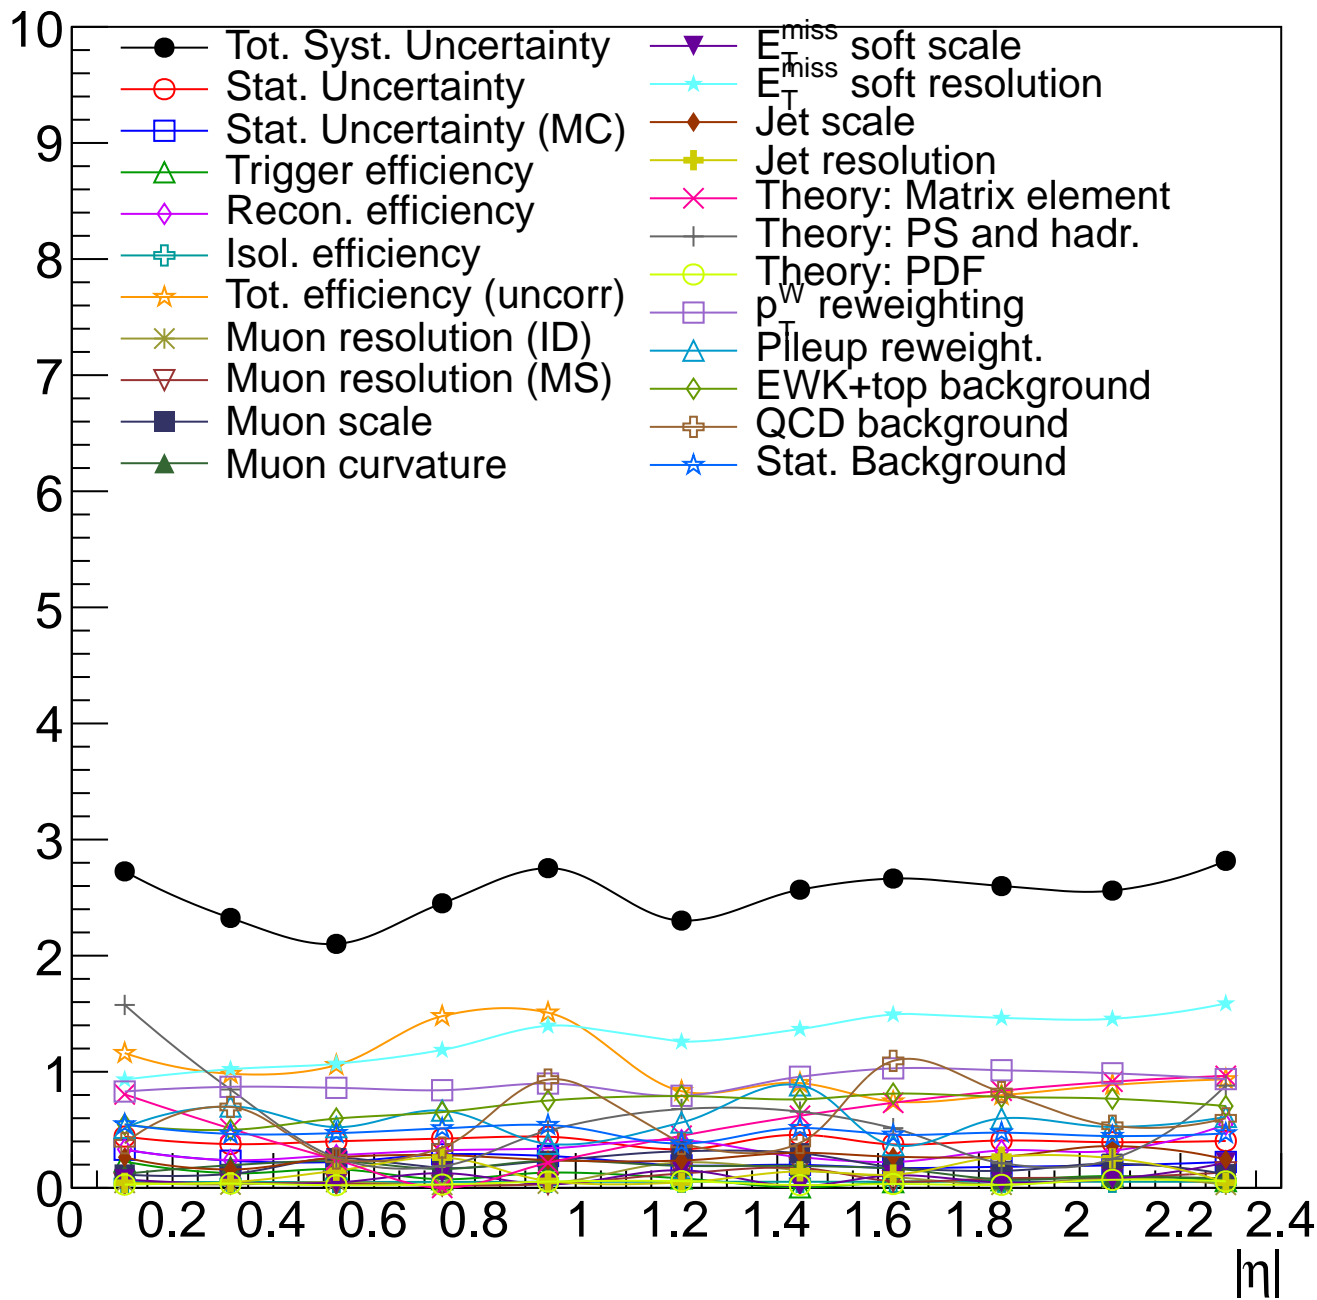 10
9
8
7
6
5
4
3
2
1
0
Tot. Syst. Uncertainty
Stat. Uncertainty
Stat. Uncertainty (MC)
Trigger efficiency
Recon. efficiency
Isol. efficiency
Tot. efficiency (uncorr)
Muon resolution (ID)
Muon resolution (MS)
Muon scale
Muon curvature
E_T^miss soft scale
E_T^miss soft resolution
Jet scale
Jet resolution
Theory: Matrix element
Theory: PS and hadr.
Theory: PDF
p_T^W reweighting
Pileup reweight.
EWK+top background
QCD background
Stat. Background
0 0.2 0.4 0.6 0.8 1 1.2 1.4 1.6 1.8 2 2.2 2.4
|η|